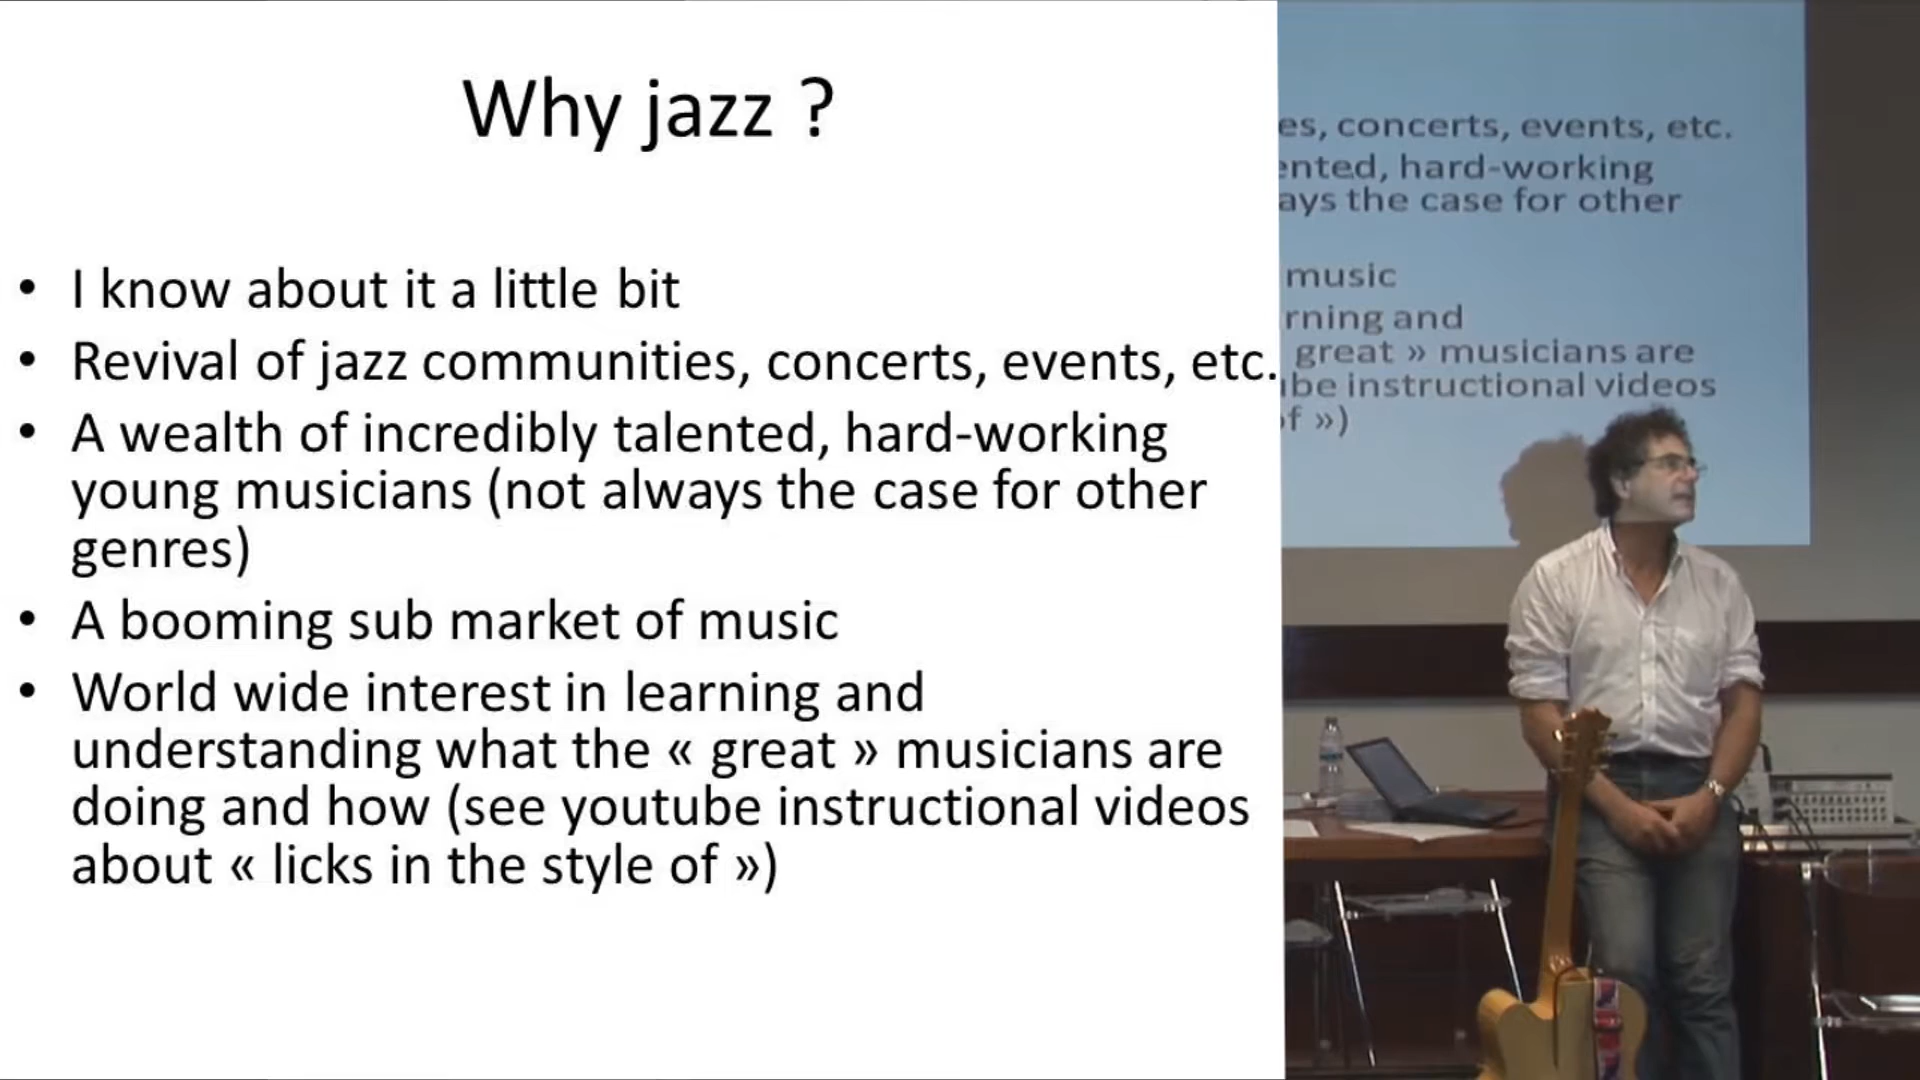 Why jazz ?
• I know about it a little bit
• Revival of jazz communities, concerts, events, etc.
• A wealth of incredibly talented, hard-working
young musicians (not always the case for other
genres)
• A booming sub market of music
• World wide interest in learning and
understanding what the « great » musicians are
doing and how (see youtube instructional videos
about « licks in the style of »)
es, concerts, events, etc.
ented, hard-working
ays the case for other
music
rning and
great » musicians are
be instructional videos
f »)